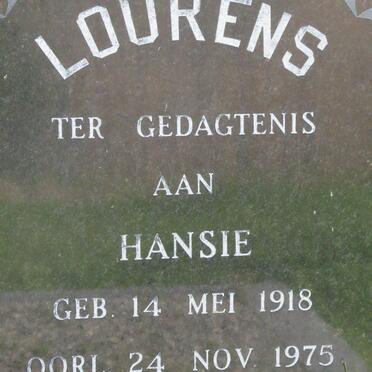 LOURENS
TER GEDAGTENIS
AAN
HANSIE
GEB. 14 MEI 1918
OORL. 24 NOV. 1975